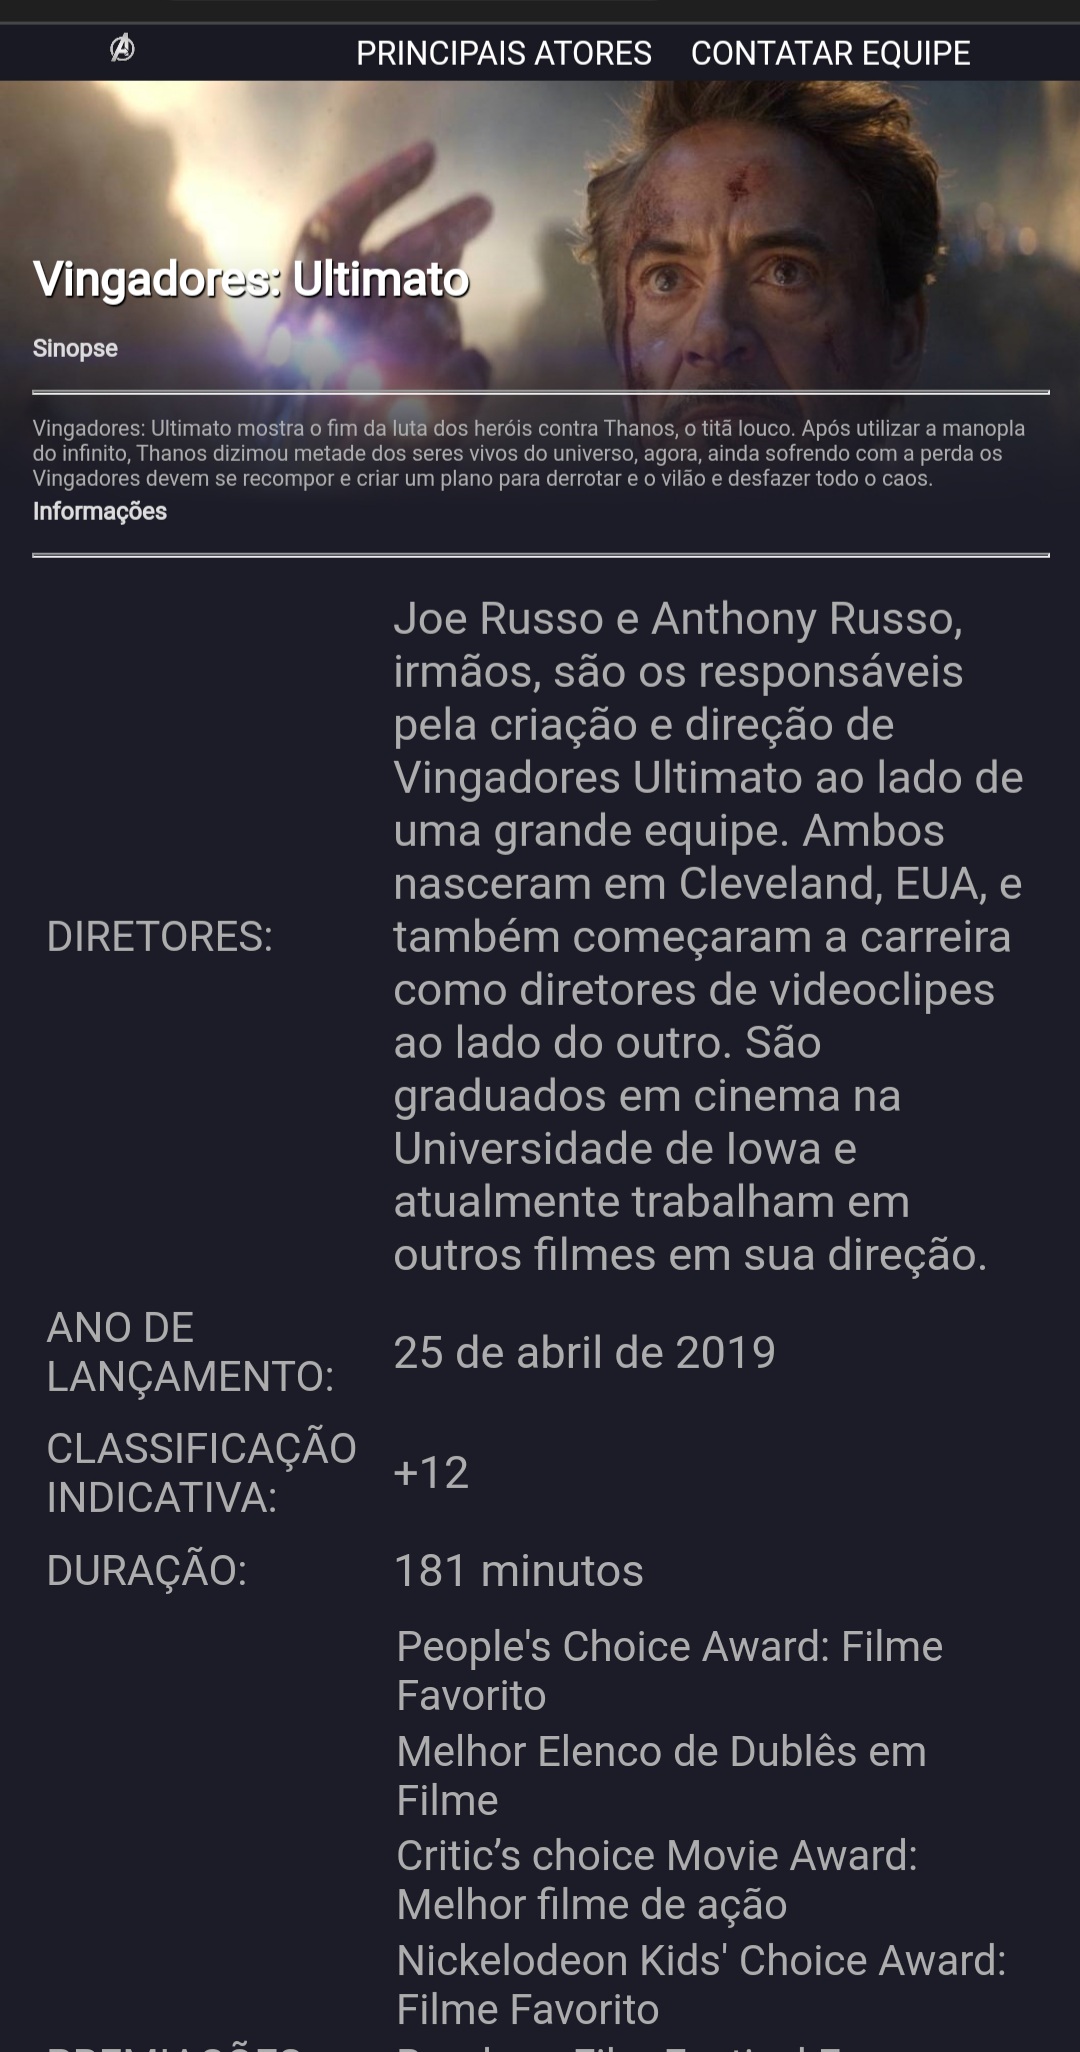 PRINCIPAIS ATORES CONTATAR EQUIPE
Vingadores: Ultimato
Sinopse
Vingadores: Ultimato mostra o fim da luta dos heróis contra Thanos, o titã louco. Após utilizar a manopla
do infinito, Thanos dizimou metade dos seres vivos do universo, agora, ainda sofrendo com a perda os
Vingadores devem se recompor e criar um plano para derrotar e o vilão e desfazer todo o caos.
Informações
DIRETORES:
Joe Russo e Anthony Russo,
irmãos, são os responsáveis
pela criação e direção de
Vingadores Ultimato ao lado de
uma grande equipe. Ambos
nasceram em Cleveland, EUA, e
também começaram a carreira
como diretores de videoclipes
ao lado do outro. São
graduados em cinema na
Universidade de Iowa e
atualmente trabalham em
outros filmes em sua direção.
ANO DE
LANÇAMENTO:
25 de abril de 2019
CLASSIFICAÇÃO
INDICATIVA:
+12
DURAÇÃO:
181 minutos
People's Choice Award: Filme
Favorito
Melhor Elenco de Dublês em
Filme
Critic’s choice Movie Award:
Melhor filme de ação
Nickelodeon Kids' Choice Award:
Filme Favorito